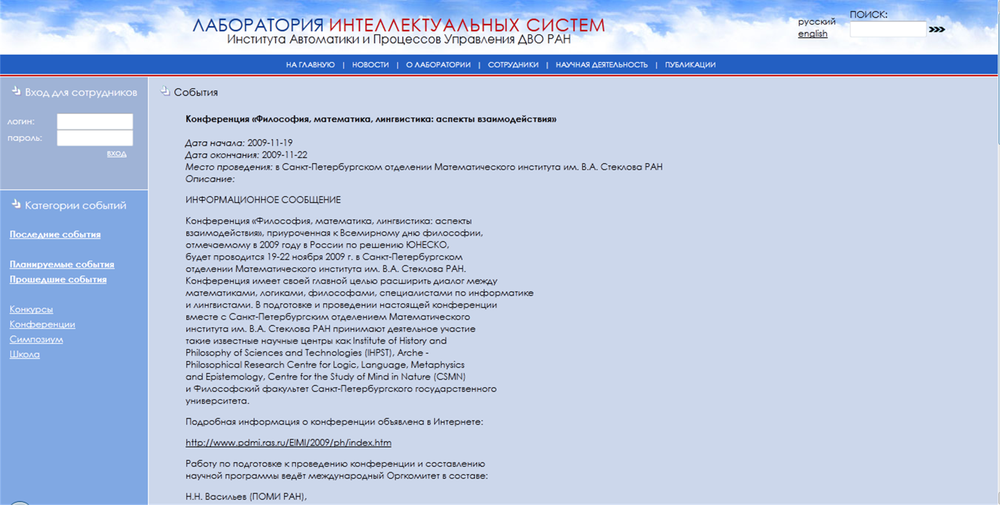 ЛАБОРАТОРИЯ ИНТЕЛЛЕКТУАЛЬНЫХ СИСТЕМ
Института Автоматики и Процессов Управления ДВО РАН
русский
english
ПОИСК:
НА ГЛАВНУЮ | НОВОСТИ | О ЛАБОРАТОРИИ | СОТРУДНИКИ | НАУЧНАЯ ДЕЯТЕЛЬНОСТЬ | ПУБЛИКАЦИИ
Вход для сотрудников
логин:
пароль:
вход
Категории событий
Последние события
Планируемые события
Прошедшие события
Конкурсы
Конференции
Симпозиум
Школа
События
Конференция «Философия, математика, лингвистика: аспекты взаимодействия»
Дата начала: 2009-11-19
Дата окончания: 2009-11-22
Место проведения: в Санкт-Петербургском отделении Математического института им. В.А. Стеклова РАН
Описание:
ИНФОРМАЦИОННОЕ СООБЩЕНИЕ
Конференция «Философия, математика, лингвистика: аспекты
взаимодействия», приуроченная к Всемирному дню философии,
отмечаемому в 2009 году в России по решению ЮНЕСКО,
будет проводится 19-22 ноября 2009 г. в Санкт-Петербургском
отделении Математического института им. В.А. Стеклова РАН.
Конференция имеет своей главной целью расширить диалог между
математиками, логиками, философами, специалистами по информатике
и лингвистами. В подготовке и проведении настоящей конференции
вместе с Санкт-Петербургским отделением Математического
института им. В.А. Стеклова РАН принимают деятельное участие
такие известные научные центры как Institute of History and
Philosophy of Sciences and Technologies (IHPST), Arche -
Philosophical Research Centre for Logic, Language, Metaphysics
and Epistemology, Centre for the Study of Mind in Nature (CSMN)
и Философский факультет Санкт-Петербургского государственного
университета.
Подробная информация о конференции объявлена в Интернете:
http://www.pdmi.ras.ru/EIMI/2009/ph/index.htm
Работу по подготовке к проведению конференции и составлению
научной программы ведёт международный Оргкомитет в составе:
Н.Н. Васильев (ПОМИ РАН),